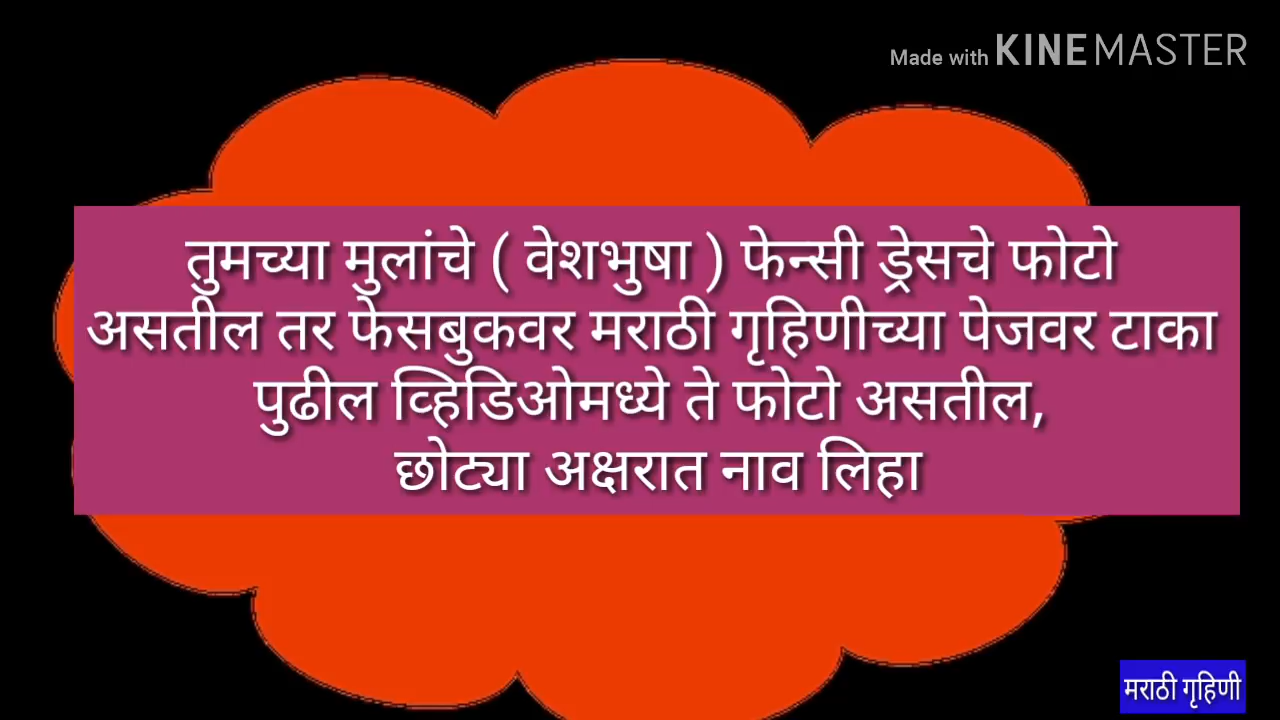 Made with KINEMASTER
तुमच्या मुलांचे ( वेशभुषा ) फेन्सी ड्रेसचे फोटो
असतील तर फेसबुकवर मराठी गृहिणीच्या पेजवर टाका
पुढील व्हिडिओमध्ये ते फोटो असतील,
छोट्या अक्षरात नाव लिहा
मराठी गृहिणी